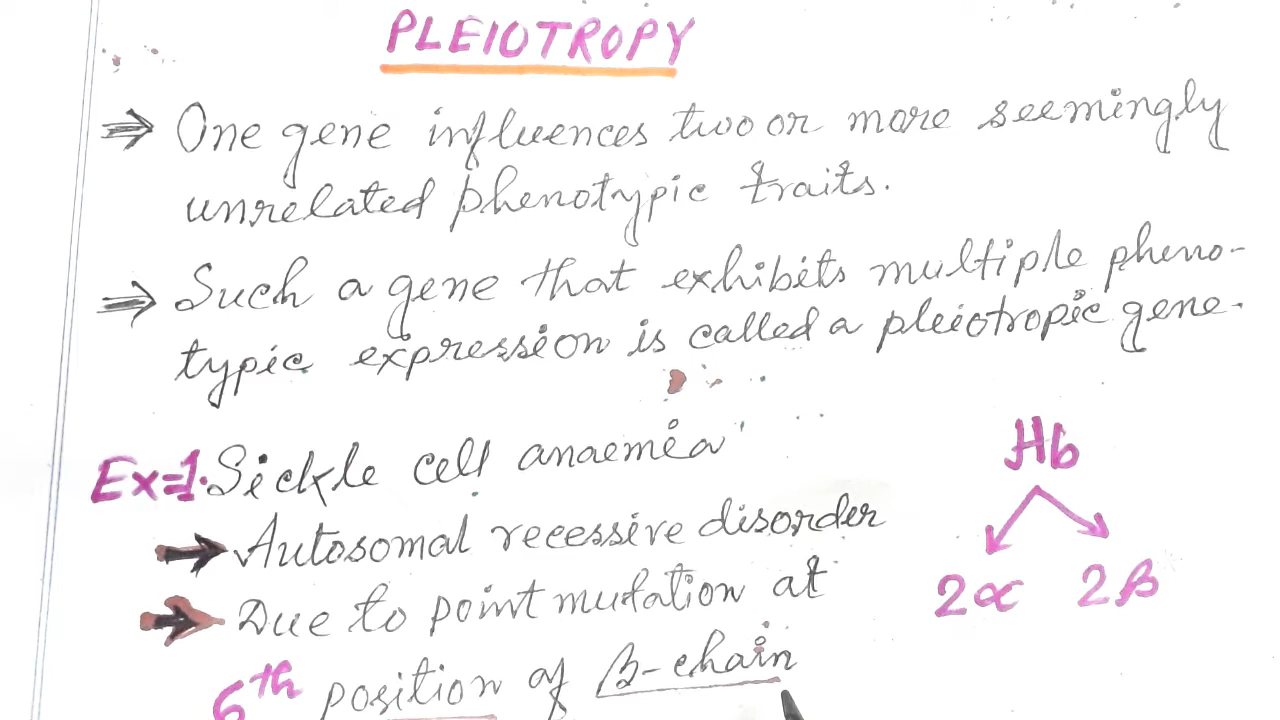 PLEIOTROPY
⇒ One gene influences two or more seemingly
unrelated phenotypic traits.
⇒ Such a gene that exhibits multiple pheno-
typic expression is called a pleiotropic gene.
Ex=1. Sickle cell anaemia
→ Autosomal recessive disorder
→ Due to point mutation at
6th position of β-chain
Hb
2α 2β